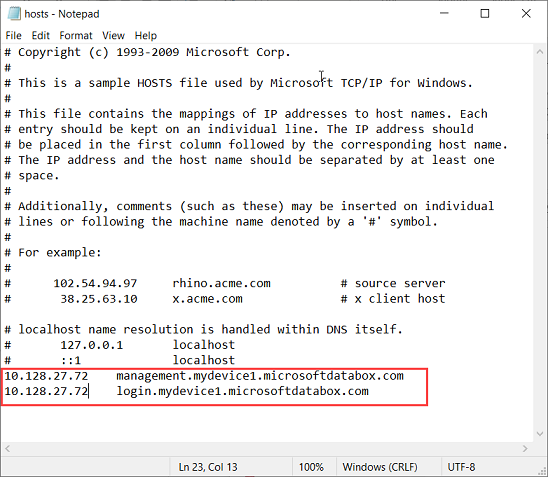 hosts - Notepad
File Edit Format View Help
# Copyright (c) 1993-2009 Microsoft Corp.
#
# This is a sample HOSTS file used by Microsoft TCP/IP for Windows.
#
# This file contains the mappings of IP addresses to host names. Each
# entry should be kept on an individual line. The IP address should
# be placed in the first column followed by the corresponding host name.
# The IP address and the host name should be separated by at least one
# space.
#
# Additionally, comments (such as these) may be inserted on individual
# lines or following the machine name denoted by a '#' symbol.
#
# For example:
#
#      102.54.94.97     rhino.acme.com          # source server
#       38.25.63.10     x.acme.com              # x client host

# localhost name resolution is handled within DNS itself.
#       127.0.0.1       localhost
#       ::1             localhost
10.128.27.72    management.mydevice1.microsoftdatabox.com
10.128.27.72    login.mydevice1.microsoftdatabox.com
Ln 23, Col 13 100% Windows (CRLF) UTF-8